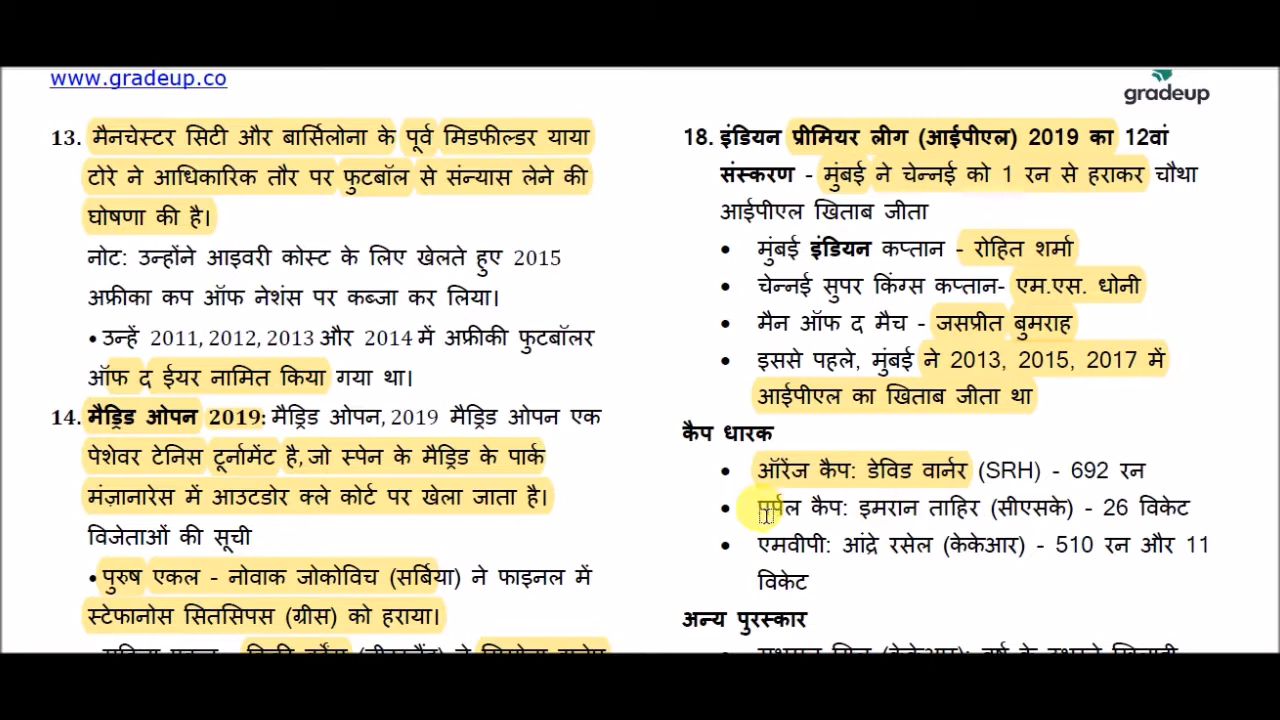 www.gradeup.co
gradeup
13. मैनचेस्टर सिटी और बार्सिलोना के पूर्व मिडफील्डर याया
टोरे ने आधिकारिक तौर पर फुटबॉल से संन्यास लेने की
घोषणा की है।
नोट: उन्होंने आइवरी कोस्ट के लिए खेलते हुए 2015
अफ्रीका कप ऑफ नेशंस पर कब्जा कर लिया।
• उन्हें 2011, 2012, 2013 और 2014 में अफ्रीकी फुटबॉलर
ऑफ द ईयर नामित किया गया था।
14. मैड्रिड ओपन 2019: मैड्रिड ओपन, 2019 मैड्रिड ओपन एक
पेशेवर टेनिस टूर्नामेंट है, जो स्पेन के मैड्रिड के पार्क
मंज़ानारेस में आउटडोर क्ले कोर्ट पर खेला जाता है।
विजेताओं की सूची
• पुरुष एकल - नोवाक जोकोविच (सर्बिया) ने फाइनल में
स्टेफानोस सितसिपस (ग्रीस) को हराया।
18. इंडियन प्रीमियर लीग (आईपीएल) 2019 का 12वां
संस्करण - मुंबई ने चेन्नई को 1 रन से हराकर चौथा
आईपीएल खिताब जीता
• मुंबई इंडियन कप्तान - रोहित शर्मा
• चेन्नई सुपर किंग्स कप्तान- एम.एस. धोनी
• मैन ऑफ द मैच - जसप्रीत बुमराह
• इससे पहले, मुंबई ने 2013, 2015, 2017 में
आईपीएल का खिताब जीता था
कैप धारक
• ऑरेंज कैप: डेविड वार्नर (SRH) - 692 रन
• पर्पल कैप: इमरान ताहिर (सीएसके) - 26 विकेट
• एमवीपी: आंद्रे रसेल (केकेआर) - 510 रन और 11
विकेट
अन्य पुरस्कार